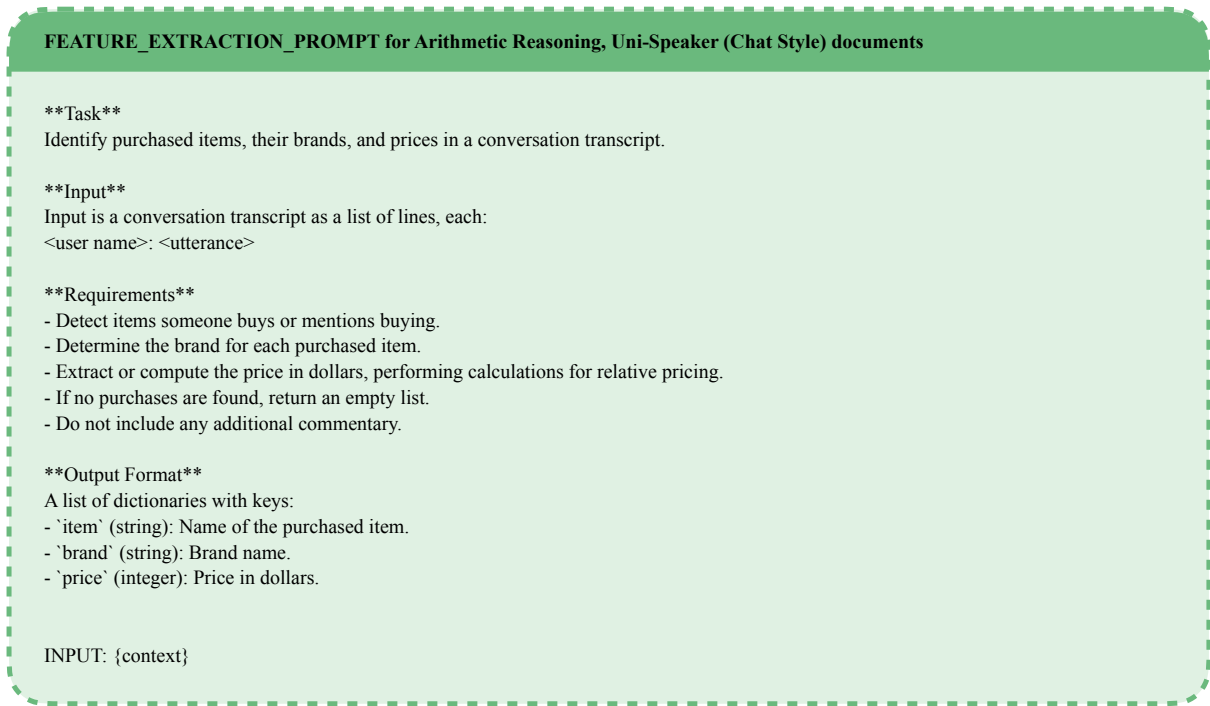 FEATURE_EXTRACTION_PROMPT for Arithmetic Reasoning, Uni-Speaker (Chat Style) documents
**Task**
Identify purchased items, their brands, and prices in a conversation transcript.
**Input**
Input is a conversation transcript as a list of lines, each:
<user name>: <utterance>
**Requirements**
- Detect items someone buys or mentions buying.
- Determine the brand for each purchased item.
- Extract or compute the price in dollars, performing calculations for relative pricing.
- If no purchases are found, return an empty list.
- Do not include any additional commentary.
**Output Format**
A list of dictionaries with keys:
- `item` (string): Name of the purchased item.
- `brand` (string): Brand name.
- `price` (integer): Price in dollars.
INPUT: {context}